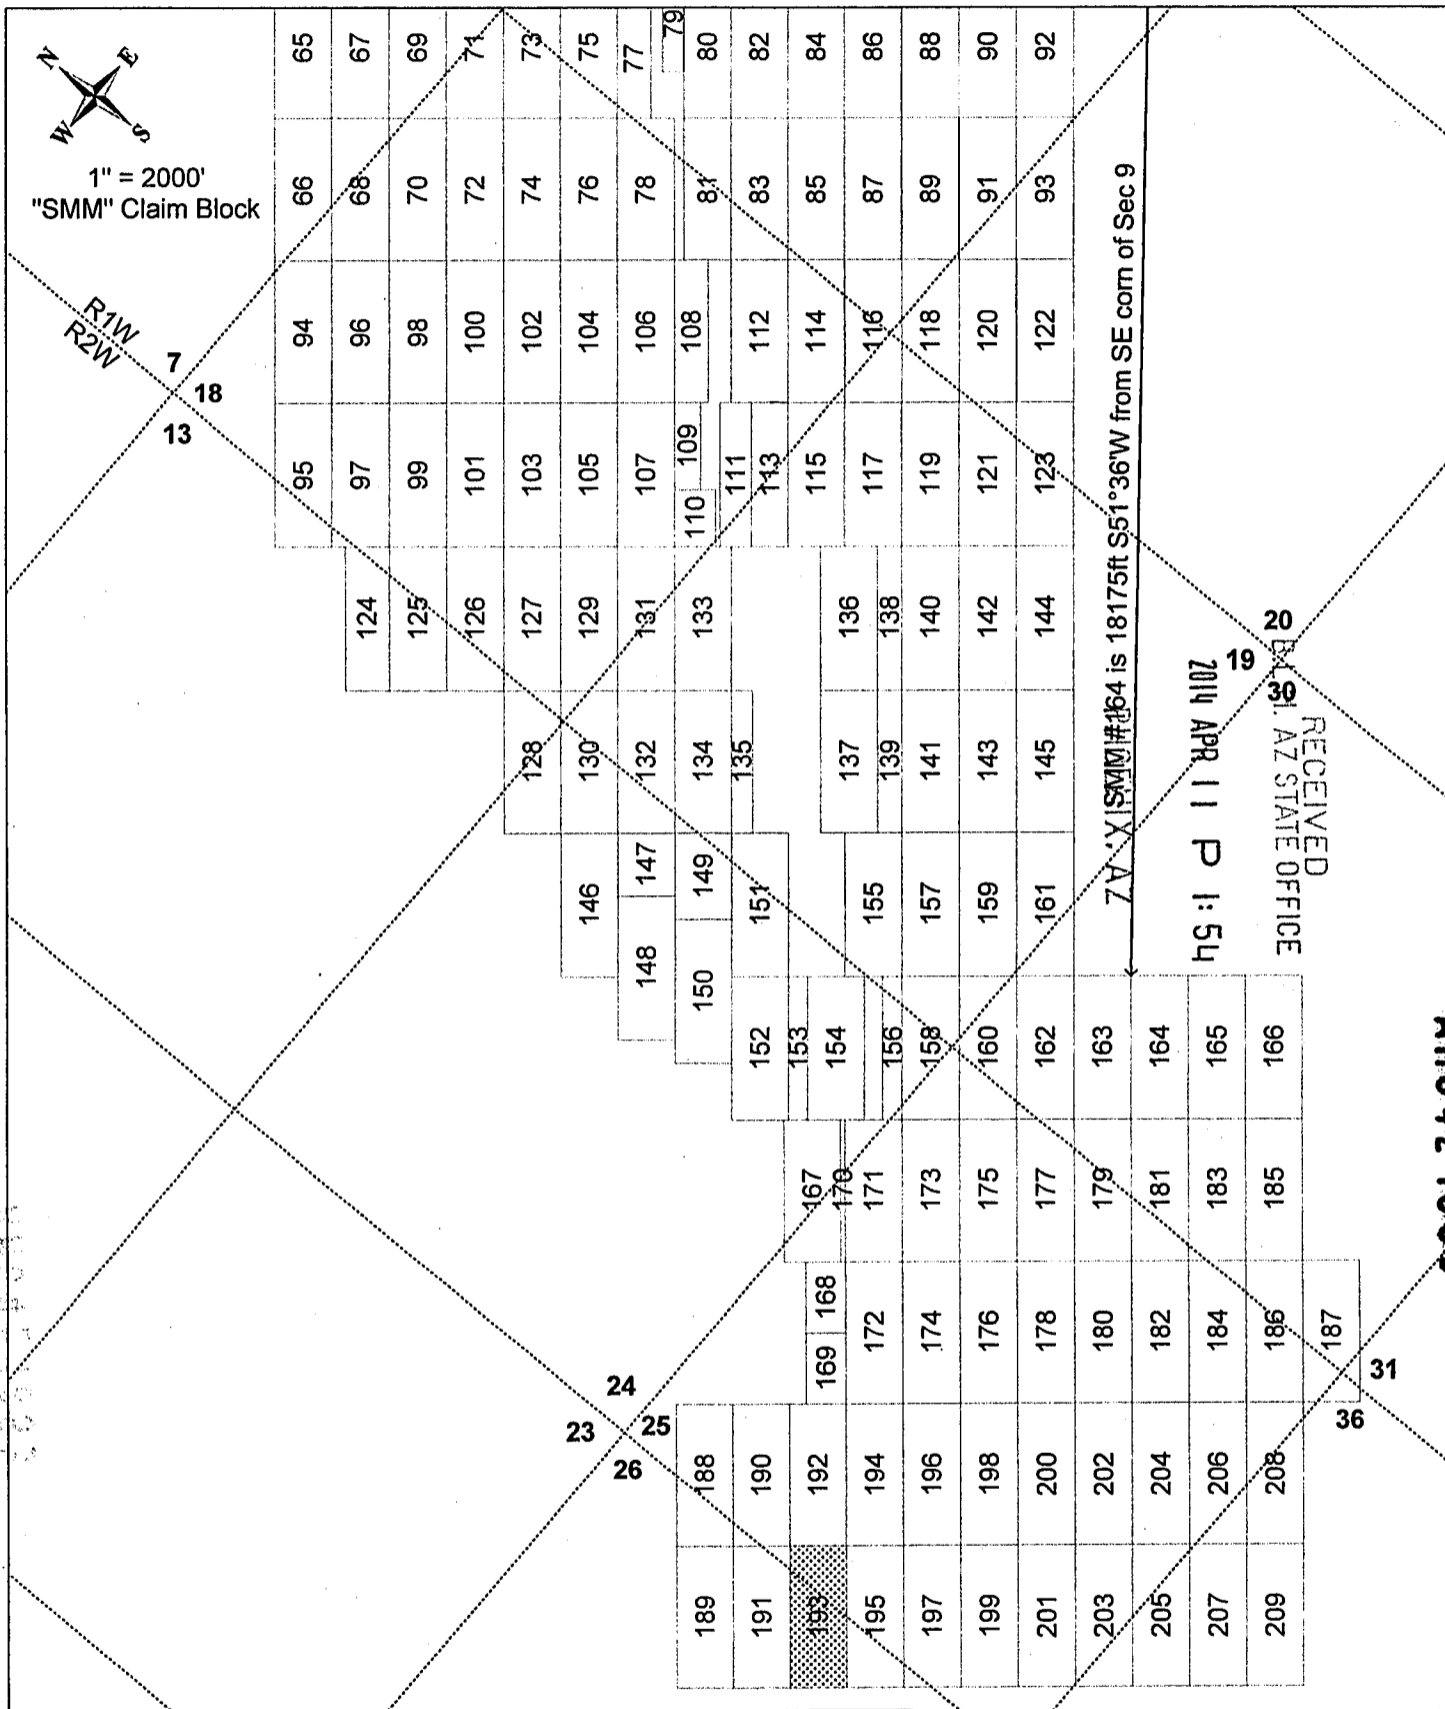 N E
W S
1" = 2000'
"SMM" Claim Block
R1W
R2W
7
18
13
65 67 69 71 73 75 77 79 80 82 84 86 88 90 92
66 68 70 72 74 76 78 81 83 85 87 89 91 93
94 96 98 100 102 104 106 108 112 114 116 118 120 122
95 97 99 101 103 105 107 109 110 111 113 115 117 119 121 123
124 125 126 127 129 131 133 136 138 140 142 144
128 130 132 134 135 137 139 141 143 145
146 147 148 149 150 151 155 157 159 161
152 153 154 156 158 160 162 163 164 165 166
167 170 171 173 175 177 179 181 183 185
168 169 172 174 176 178 180 182 184 186 187
188 190 192 194 196 198 200 202 204 206 208
189 191 193 195 197 199 201 203 205 207 209
SMM#164 is 18175ft S51°36'W from SE corn of Sec 9
20
19
30
RECEIVED
AZ STATE OFFICE
2014 APR 11 P 1:54
X, AZ
24
23
25
26
31
36